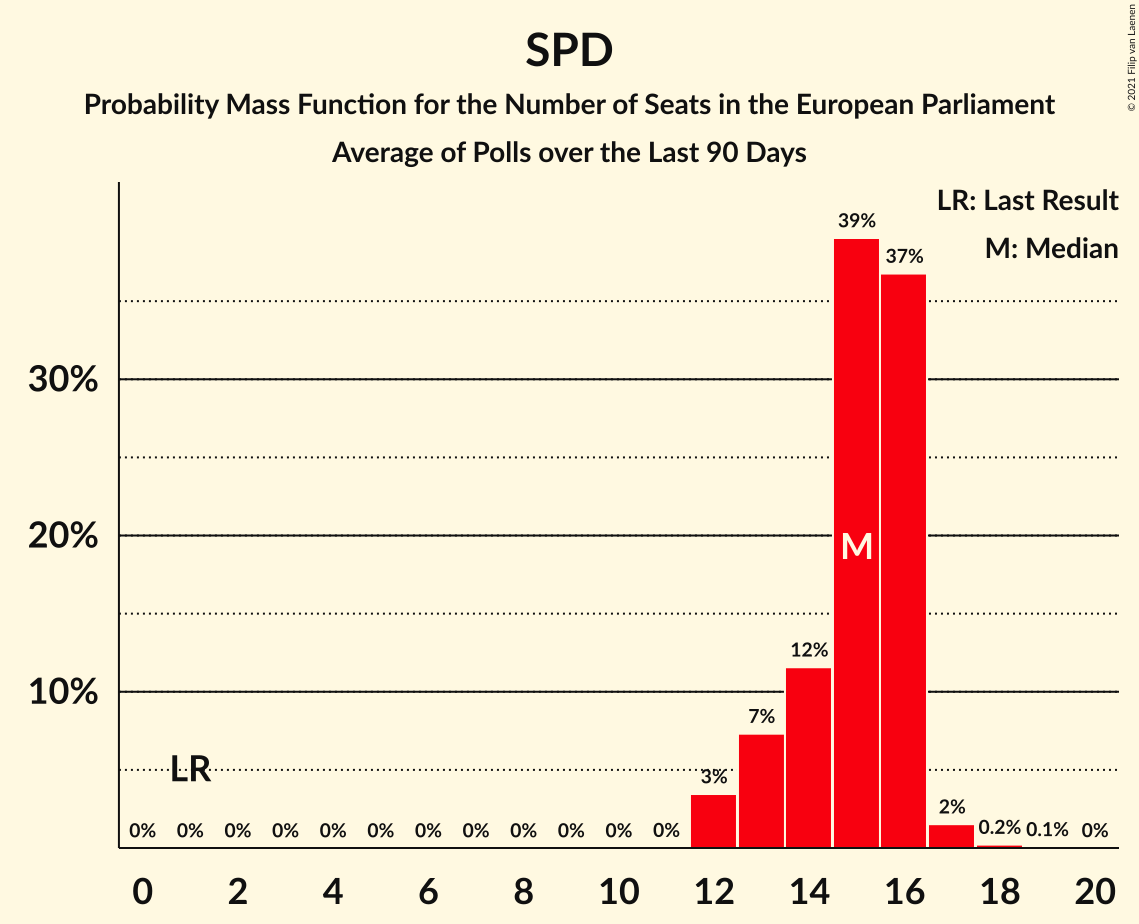 © 2021 Filip van Laenen
SPD
Probability Mass Function for the Number of Seats in the European Parliament
Average of Polls over the Last 90 Days
LR: Last Result
M: Median
39%
37%
30%
20%
M
12%
10%
7%
LR
3%
2%
0% 0% 0% 0% 0% 0% 0% 0% 0% 0% 0% 0% 0.2% 0.1% 0%
0 2 4 6 8 10 12 14 16 18 20